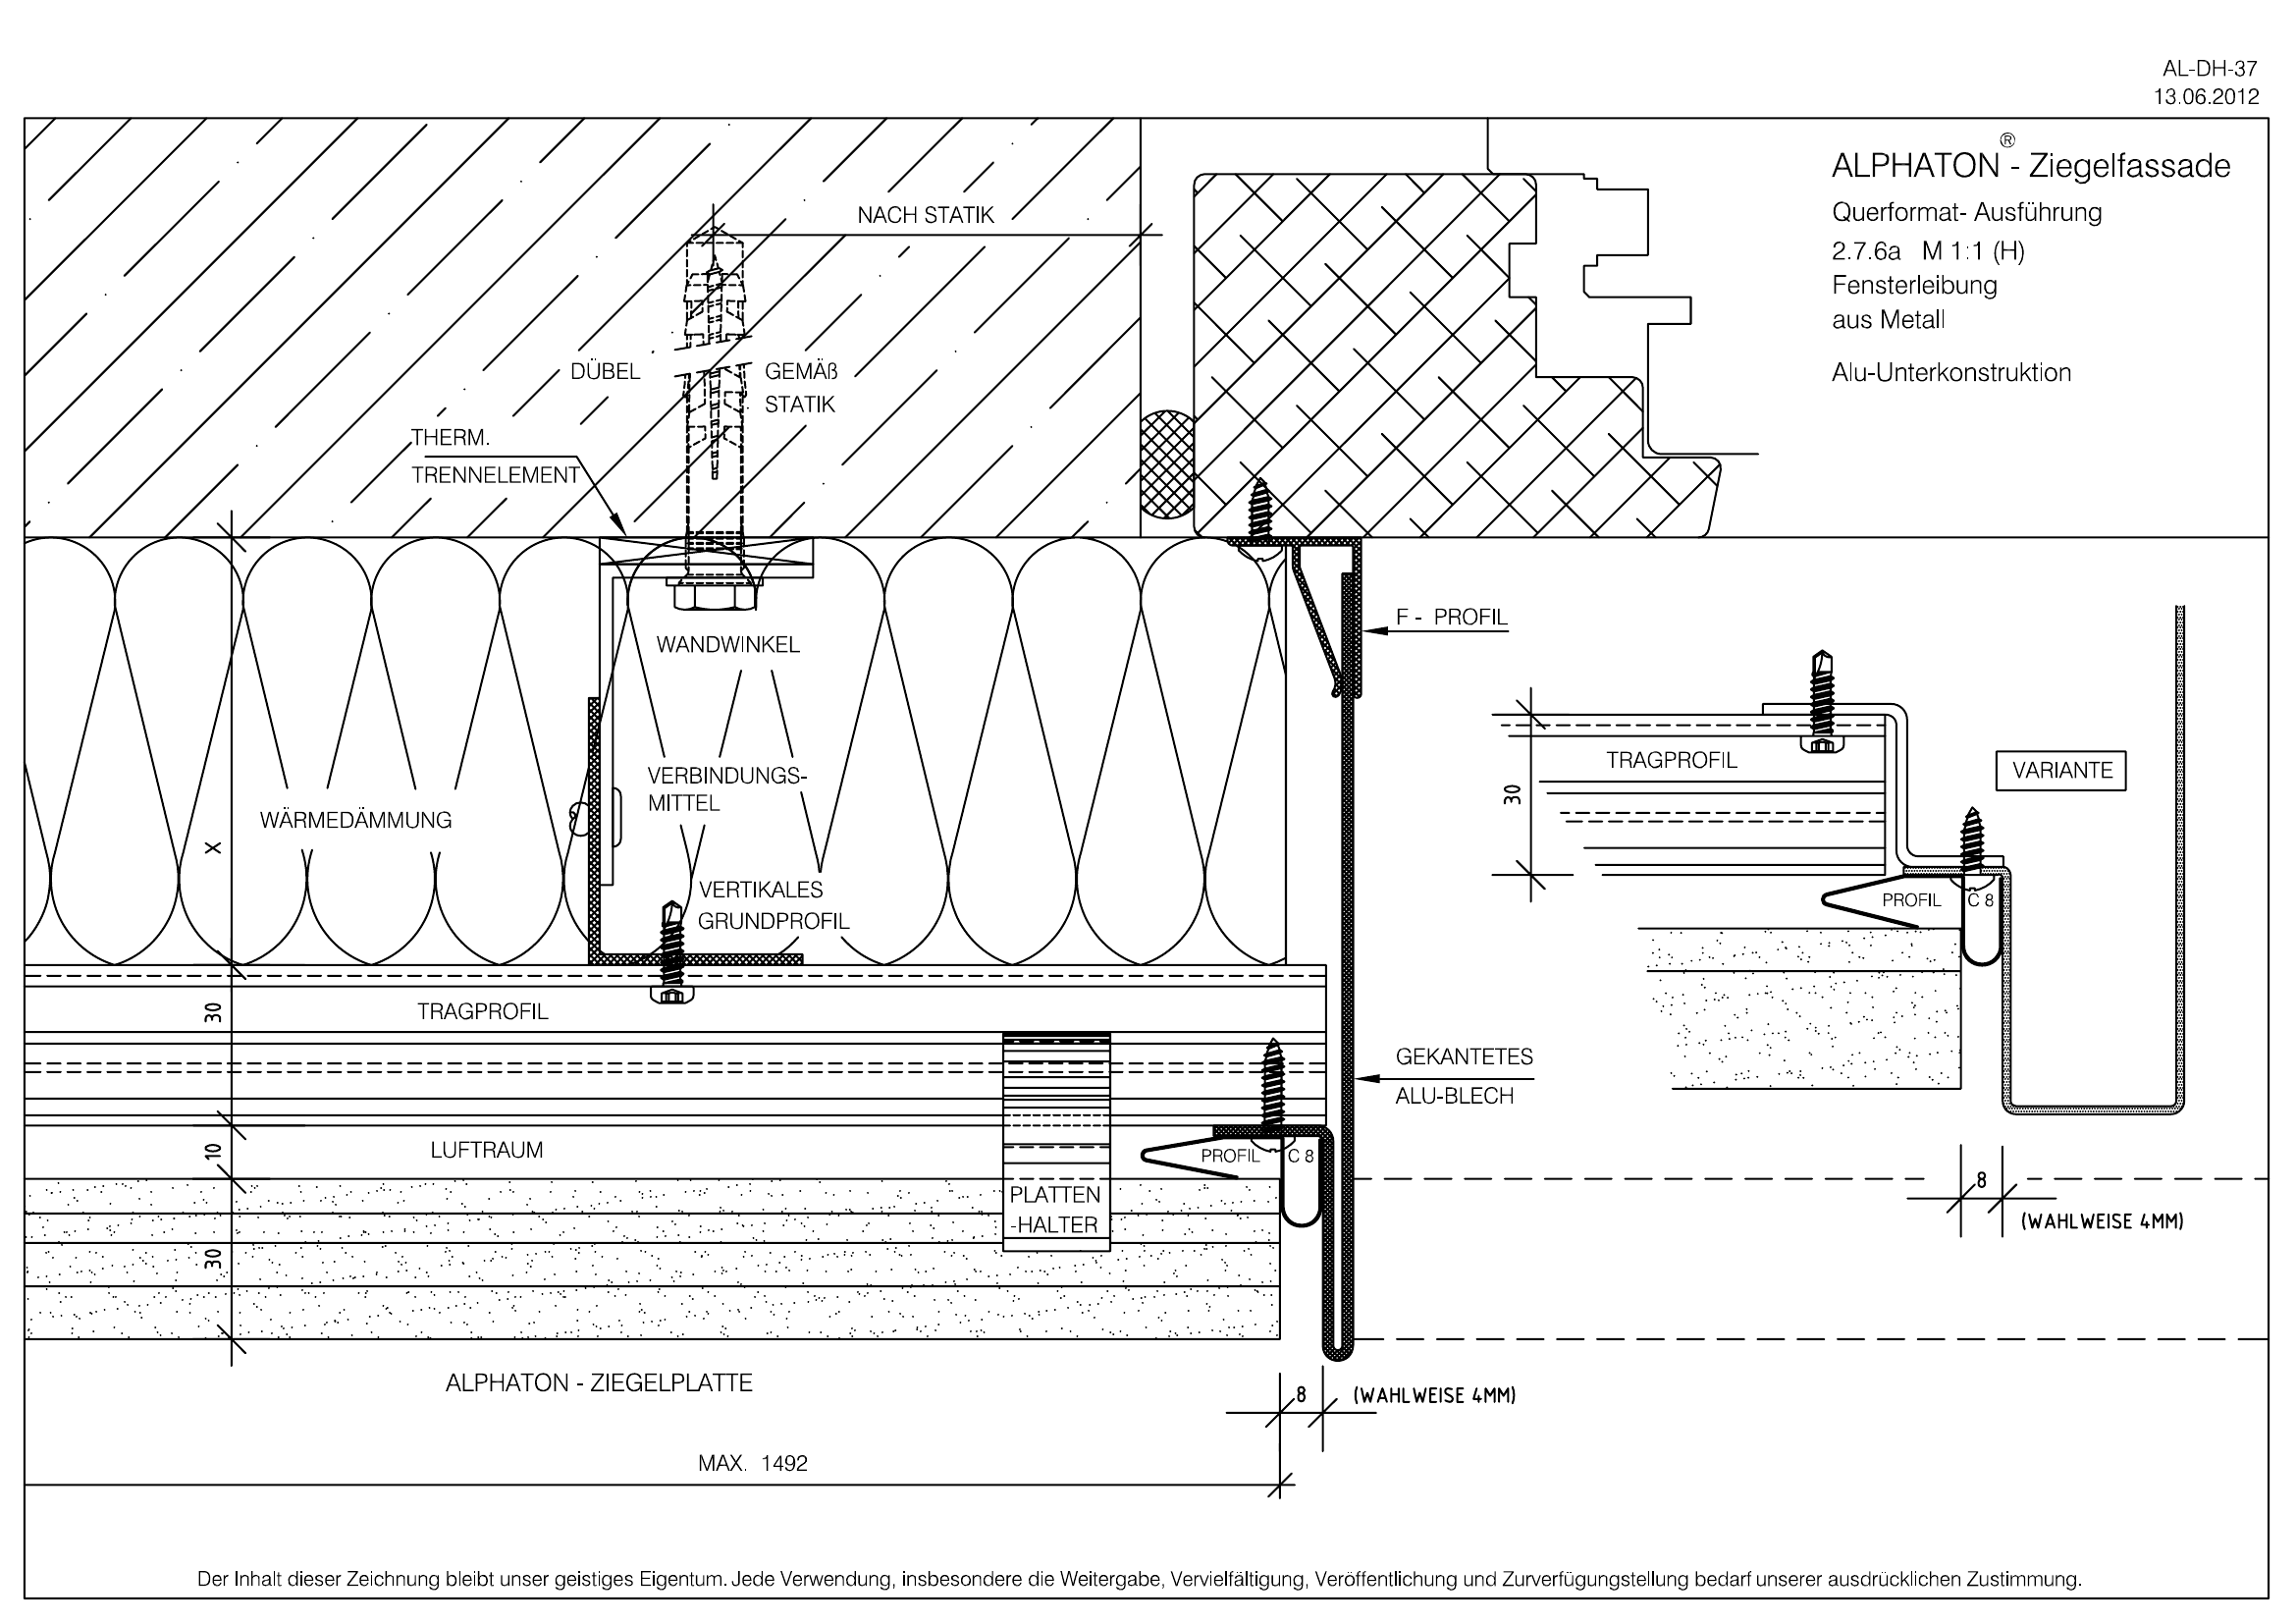 AL-DH-37
13.06.2012
ALPHATON® - Ziegelfassade
Querformat- Ausführung
2.7.6a M 1:1 (H)
Fensterleibung
aus Metall
Alu-Unterkonstruktion
NACH STATIK
DÜBEL
GEMÄß
STATIK
THERM.
TRENNELEMENT
WANDWINKEL
F - PROFIL
VERBINDUNGS-
MITTEL
WÄRMEDÄMMUNG
X
VERTIKALES
GRUNDPROFIL
TRAGPROFIL
30
VARIANTE
PROFIL
C 8
TRAGPROFIL
30
GEKANTETES
ALU-BLECH
LUFTRAUM
10
PROFIL
C 8
PLATTEN
-HALTER
8
(WAHLWEISE 4MM)
30
ALPHATON - ZIEGELPLATTE
8
(WAHLWEISE 4MM)
MAX. 1492
Der Inhalt dieser Zeichnung bleibt unser geistiges Eigentum. Jede Verwendung, insbesondere die Weitergabe, Vervielfältigung, Veröffentlichung und Zurverfügungstellung bedarf unserer ausdrücklichen Zustimmung.